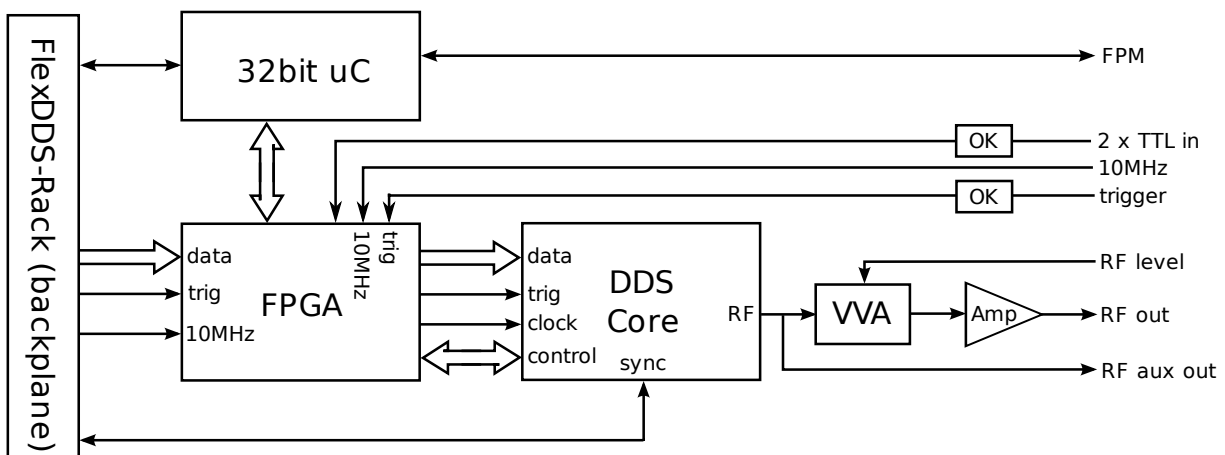 FlexDDS-Rack (backplane)
32bit uC
FPM
OK
2 x TTL in
10MHz
OK
trigger
data
trig
10MHz
FPGA
10MHz
trig
data
trig
clock
control
DDS
Core
sync
RF
VVA
Amp
RF level
RF out
RF aux out